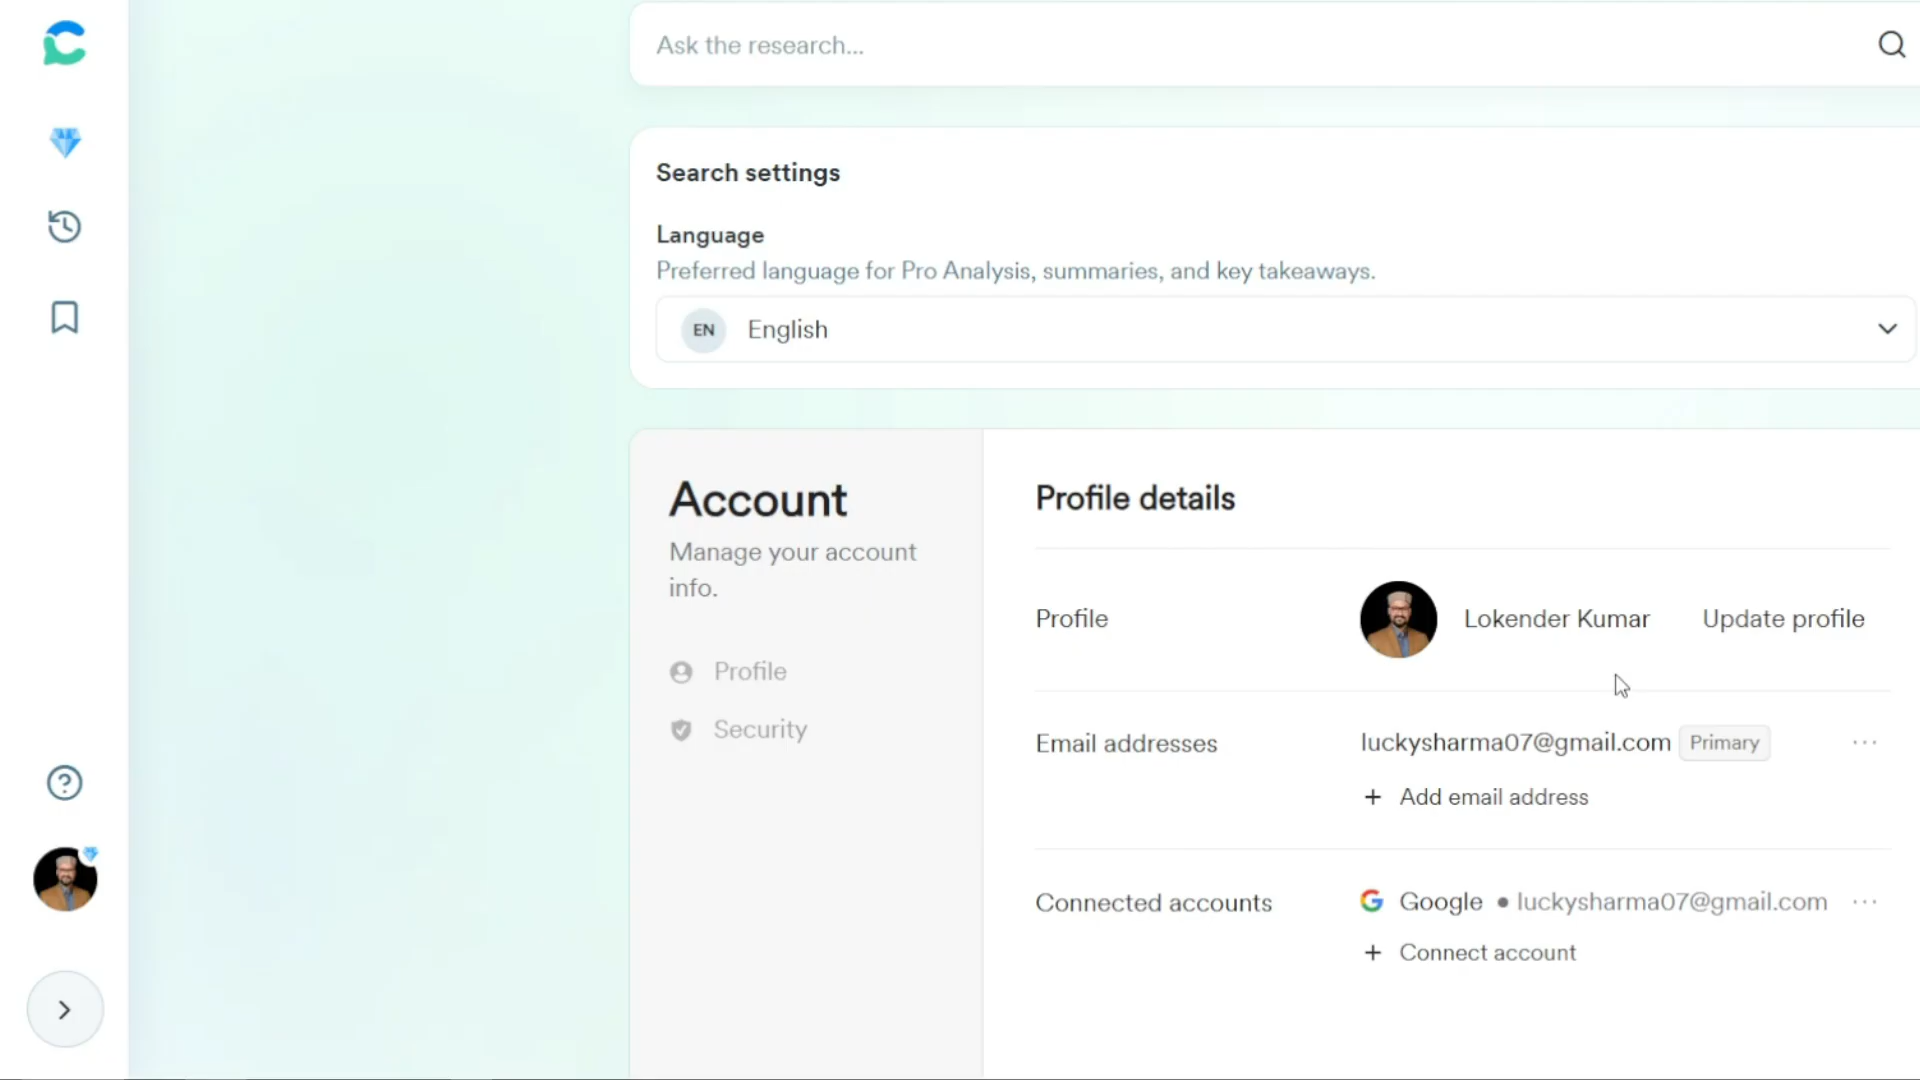 Ask the research...
Search settings
Language
Preferred language for Pro Analysis, summaries, and key takeaways.
EN English
Account
Manage your account
info.
Profile
Security
Profile details
Profile Lokender Kumar Update profile
Email addresses luckysharma07@gmail.com Primary ...
+ Add email address
Connected accounts Google • luckysharma07@gmail.com ...
+ Connect account